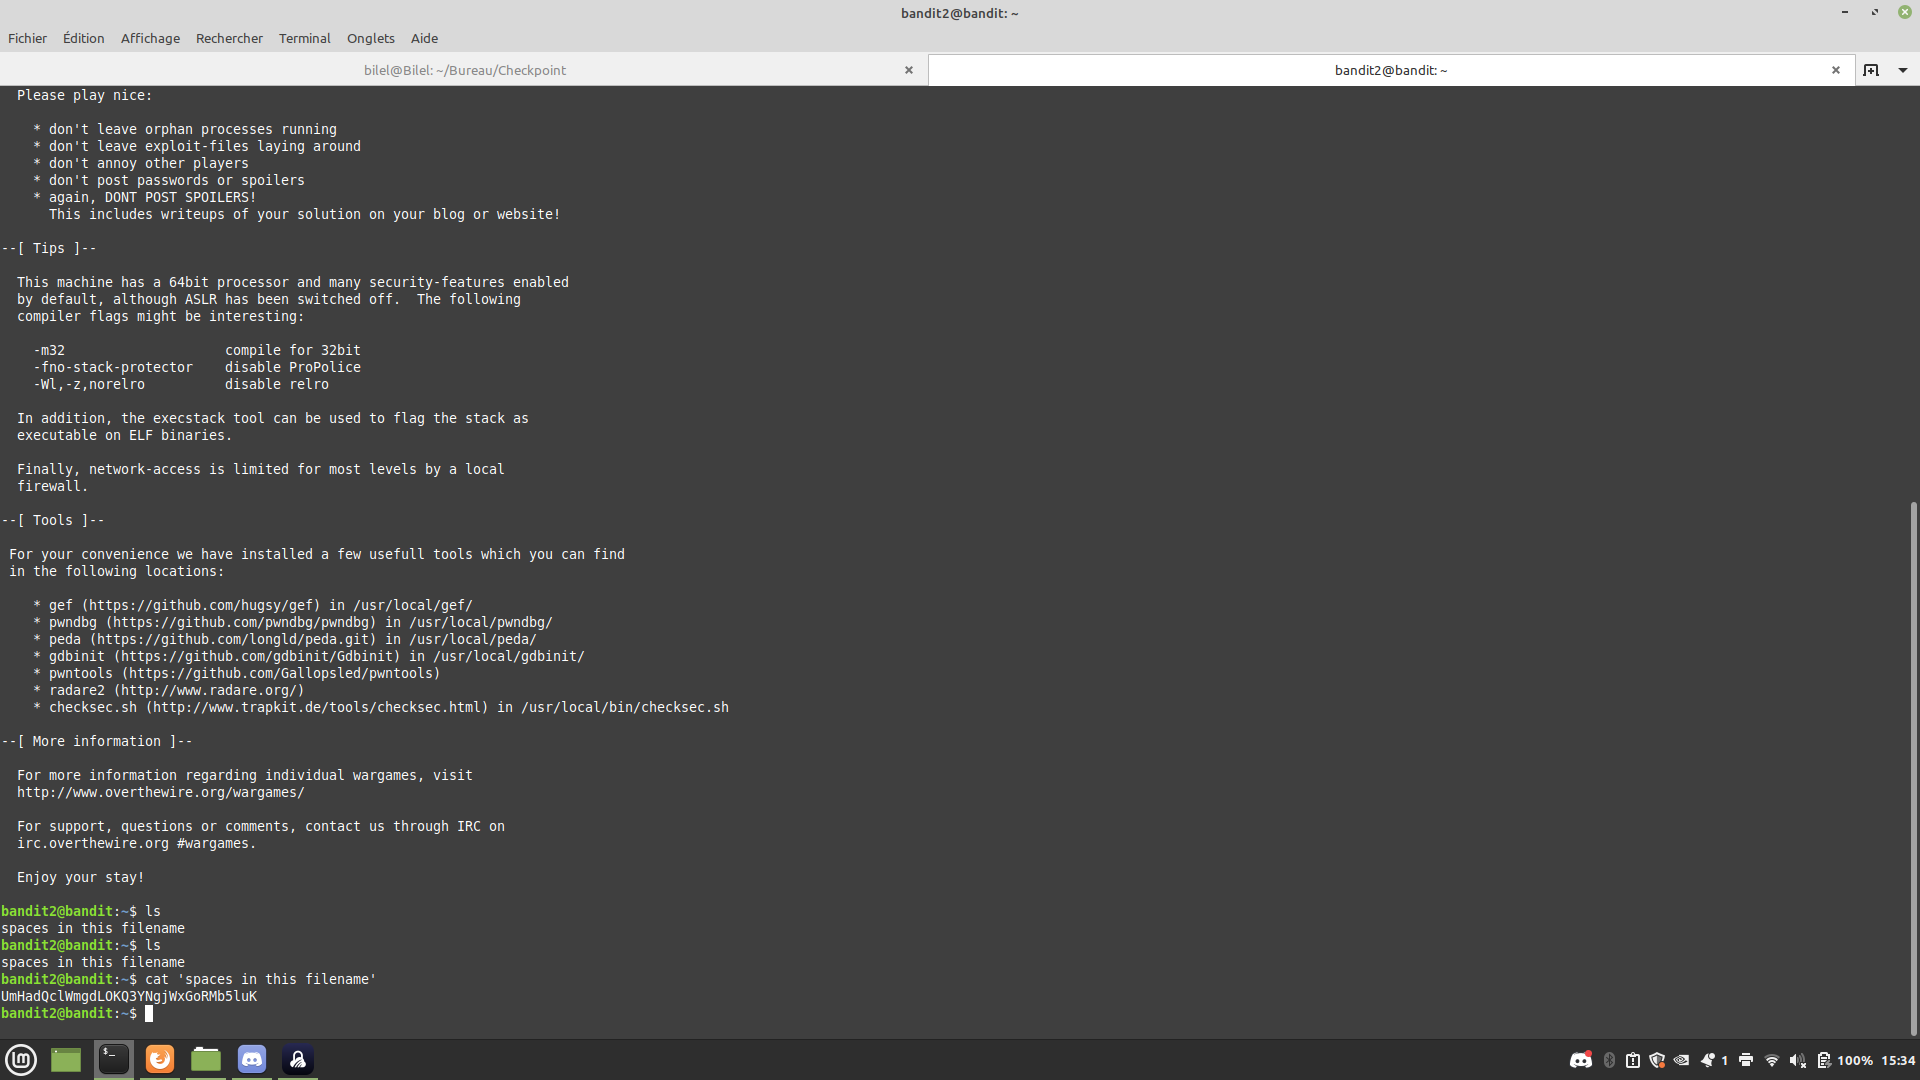 bandit2@bandit: ~
Fichier Édition Affichage Rechercher Terminal Onglets Aide
bilel@Bilel: ~/Bureau/Checkpoint
bandit2@bandit: ~
Please play nice:
* don't leave orphan processes running
* don't leave exploit-files laying around
* don't annoy other players
* don't post passwords or spoilers
* again, DONT POST SPOILERS!
This includes writeups of your solution on your blog or website!
--[ Tips ]--
This machine has a 64bit processor and many security-features enabled
by default, although ASLR has been switched off.  The following
compiler flags might be interesting:
-m32                    compile for 32bit
-fno-stack-protector    disable ProPolice
-Wl,-z,norelro          disable relro
In addition, the execstack tool can be used to flag the stack as
executable on ELF binaries.
Finally, network-access is limited for most levels by a local
firewall.
--[ Tools ]--
For your convenience we have installed a few usefull tools which you can find
in the following locations:
* gef (https://github.com/hugsy/gef) in /usr/local/gef/
* pwndbg (https://github.com/pwndbg/pwndbg) in /usr/local/pwndbg/
* peda (https://github.com/longld/peda.git) in /usr/local/peda/
* gdbinit (https://github.com/gdbinit/Gdbinit) in /usr/local/gdbinit/
* pwntools (https://github.com/Gallopsled/pwntools)
* radare2 (http://www.radare.org/)
* checksec.sh (http://www.trapkit.de/tools/checksec.html) in /usr/local/bin/checksec.sh
--[ More information ]--
For more information regarding individual wargames, visit
http://www.overthewire.org/wargames/
For support, questions or comments, contact us through IRC on
irc.overthewire.org #wargames.
Enjoy your stay!
bandit2@bandit:~$ ls
spaces in this filename
bandit2@bandit:~$ ls
spaces in this filename
bandit2@bandit:~$ cat 'spaces in this filename'
UmHadQclWmgdLOKQ3YNgjWxGoRMb5luK
bandit2@bandit:~$
1 100% 15:34